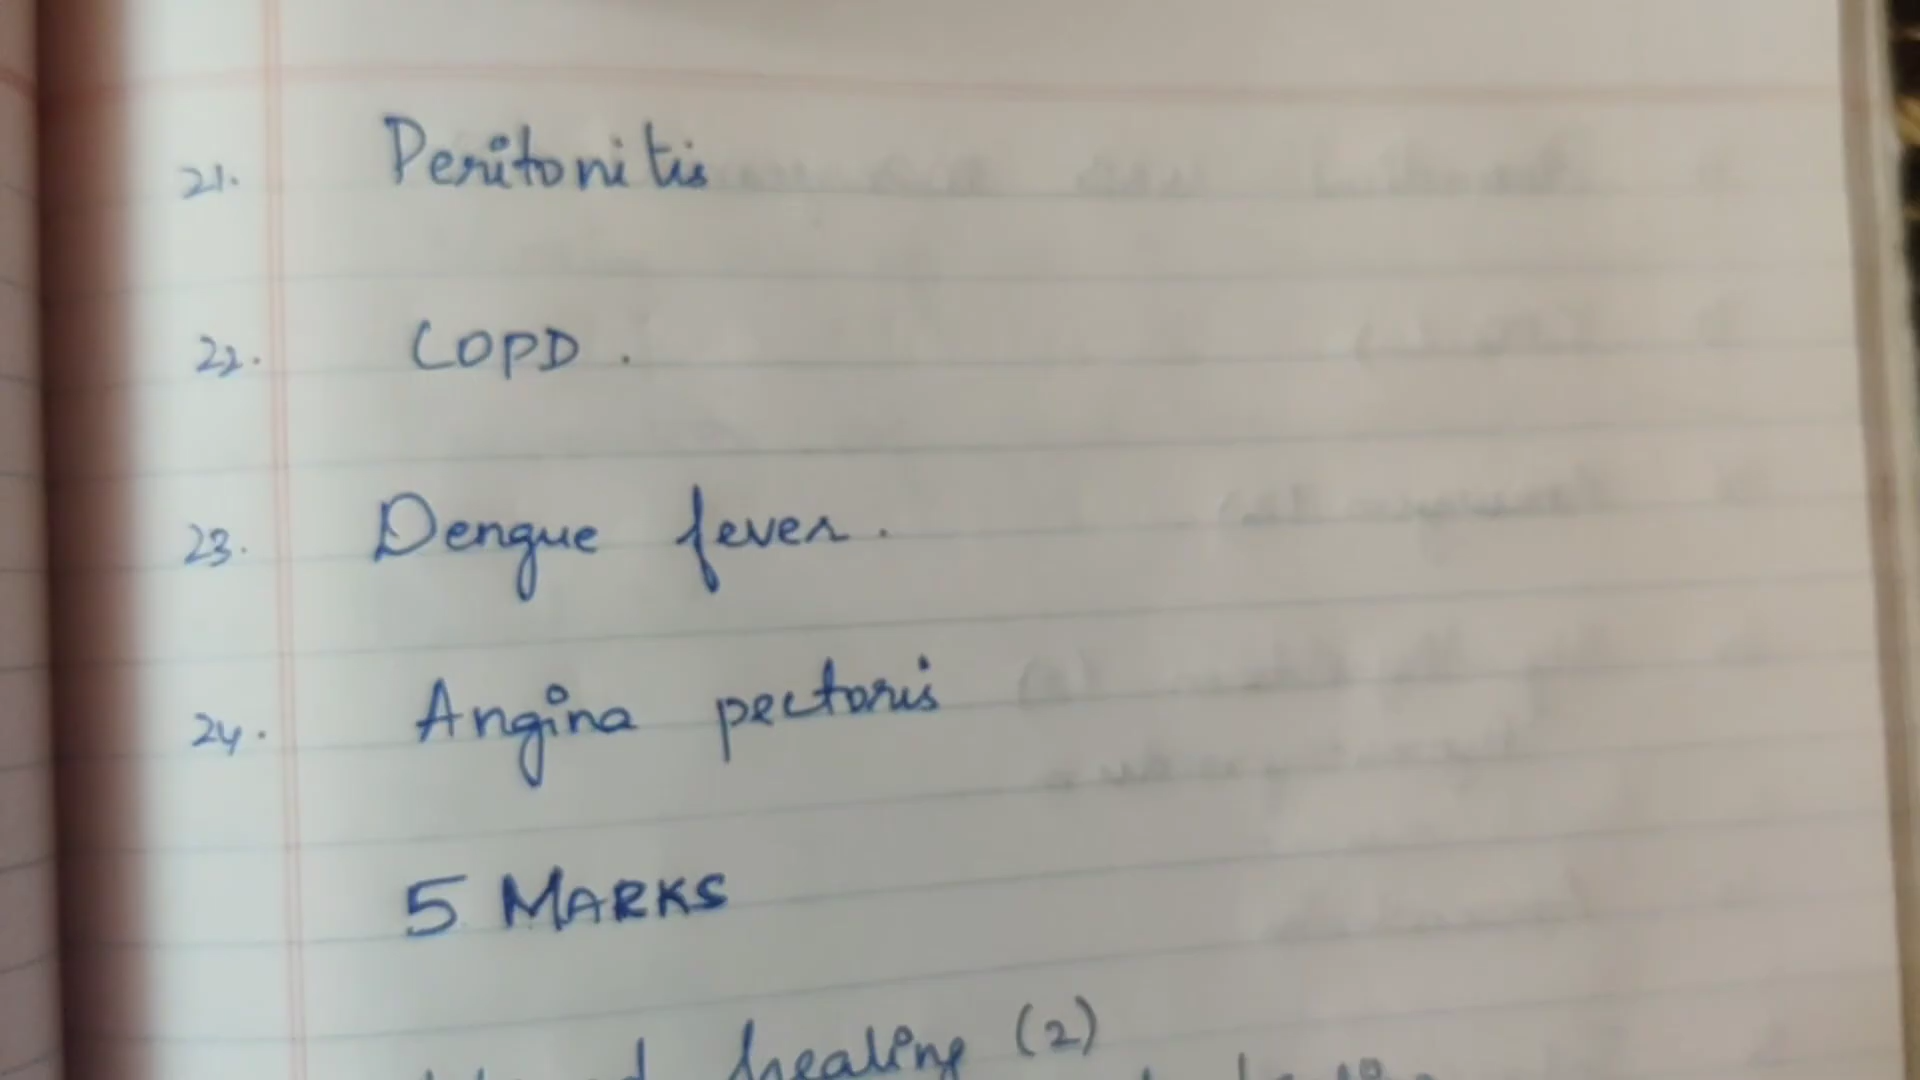 21. Peritonitis
22. COPD.
23. Dengue fever.
24. Angina pectoris
5 MARKS
healing (2)